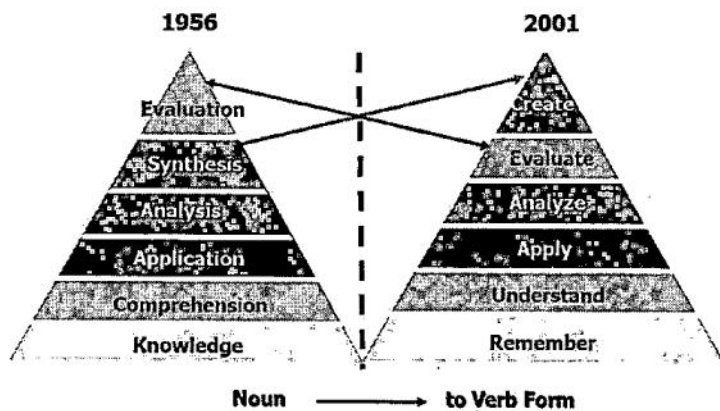 1956
2001
Evaluation
Synthesis
Analysis
Application
Comprehension
Knowledge
Create
Evaluate
Analyze
Apply
Understand
Remember
Noun to Verb Form